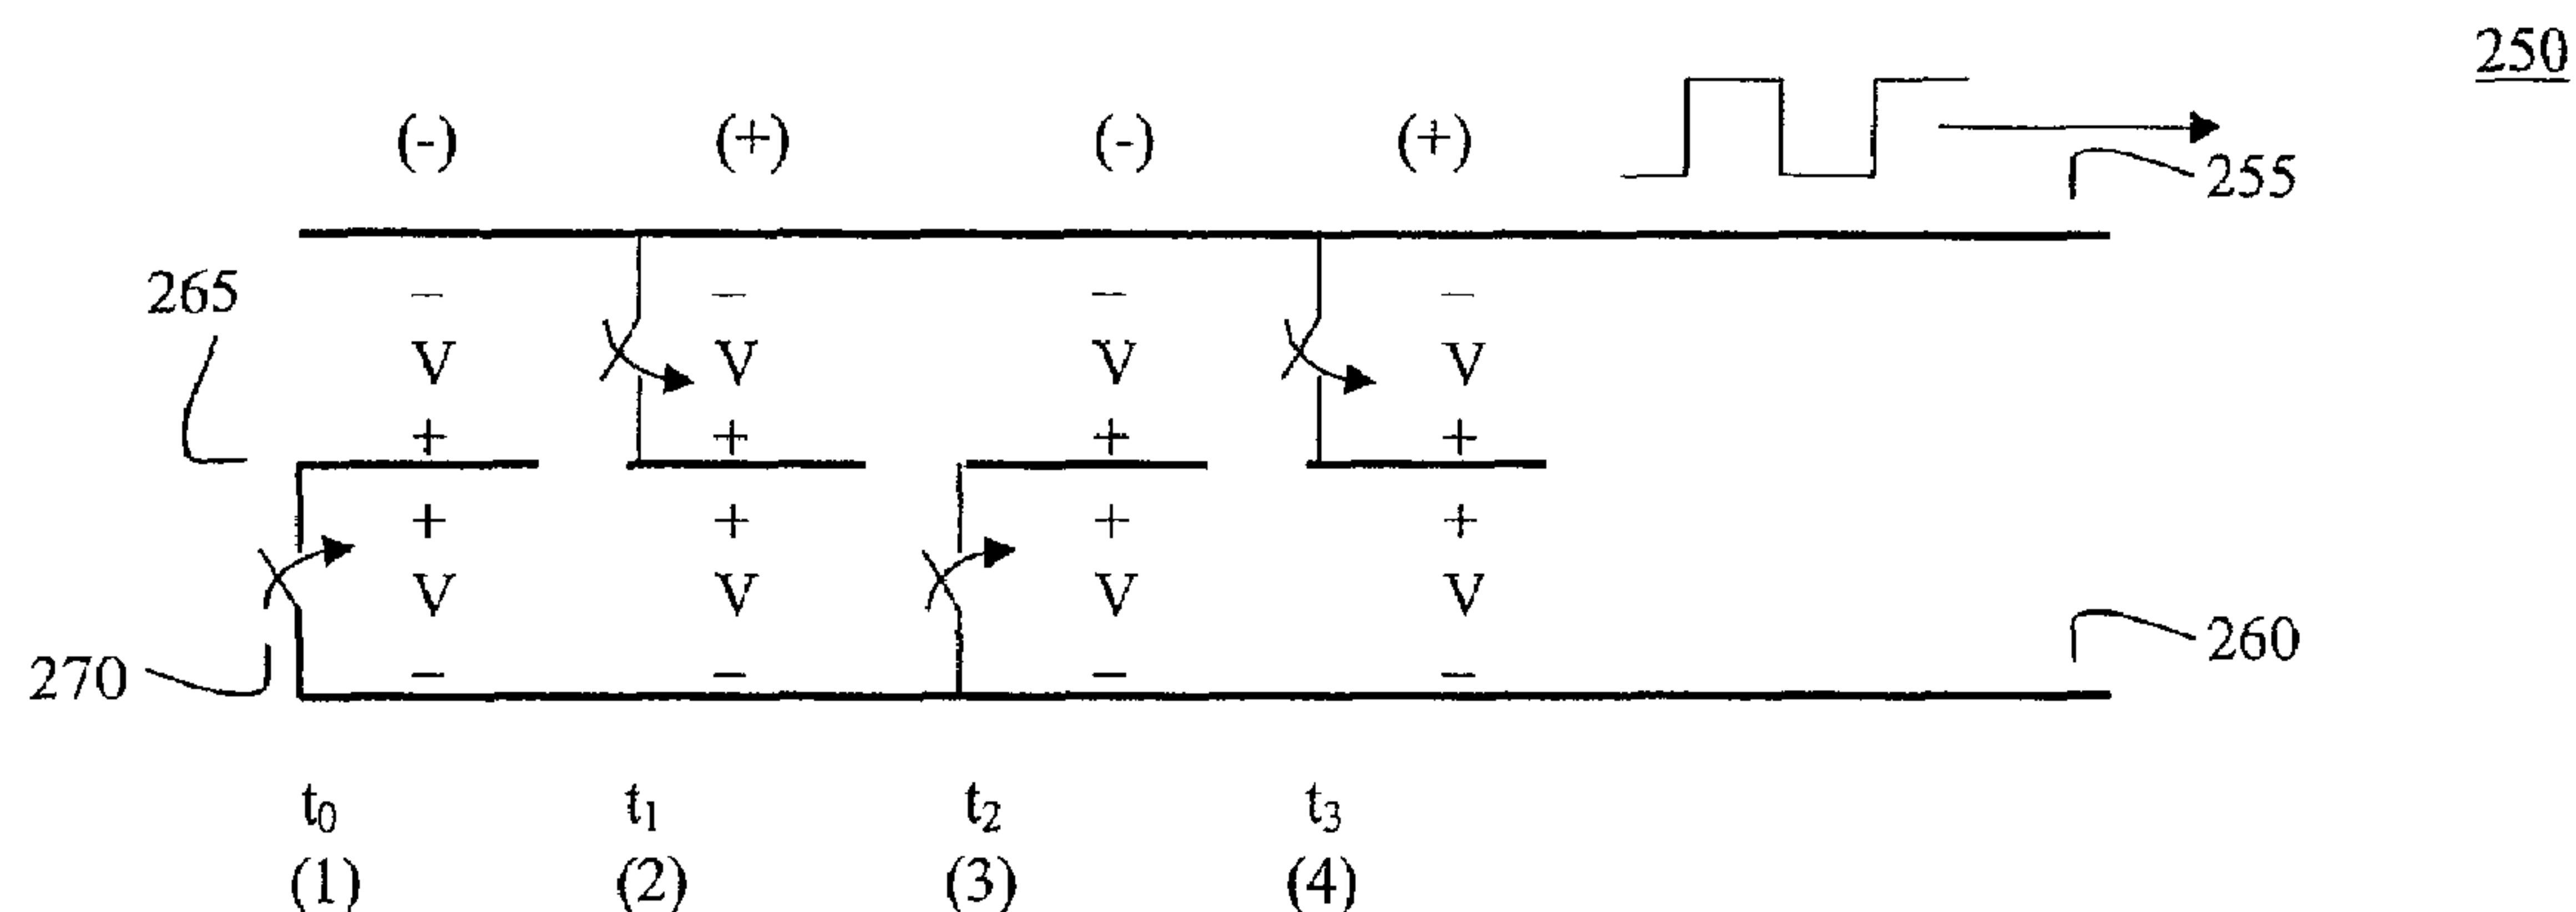 250
(-) (+) (-) (+)
255
265
− − − −
V V V V
+ + + +
+ + + +
V V V V
− − − −
260
270
t₀ t₁ t₂ t₃
(1) (2) (3) (4)